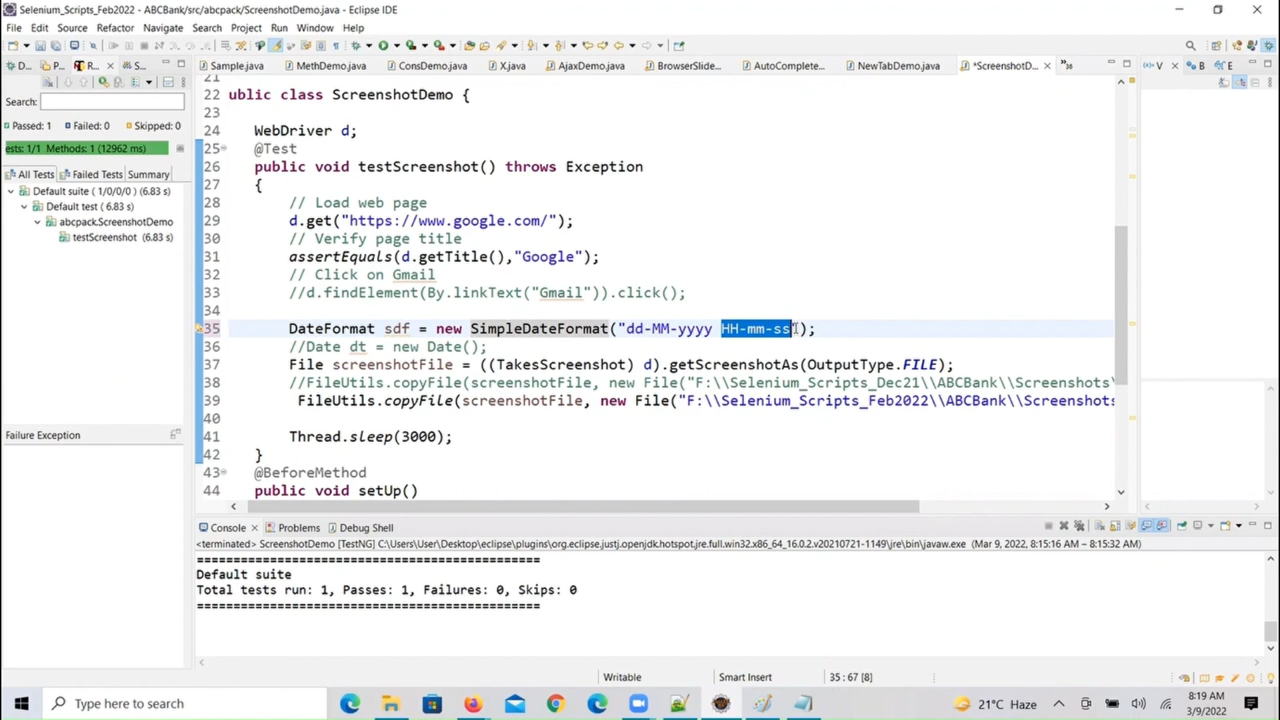 Selenium_Scripts_Feb2022 - ABCBank/src/abcpack/ScreenshotDemo.java - Eclipse IDE
File Edit Source Refactor Navigate Search Project Run Window Help
D... P... R... S... Sample.java MethDemo.java ConsDemo.java X.java AjaxDemo.java BrowserSlide... AutoComplete... NewTabDemo.java *ScreenshotD... 36 V B E
Search:
Passed: 1 Failed: 0 Skipped: 0
ests: 1/1 Methods: 1 (12962 ms)
All Tests Failed Tests Summary
Default suite ( 1/0/0/0 ) (6.83 s)
Default test ( 6.83 s)
abcpack.ScreenshotDemo
testScreenshot (6.83 s)
Failure Exception
21
22 ublic class ScreenshotDemo {
23
24 WebDriver d;
25 @Test
26 public void testScreenshot() throws Exception
27 {
28 // Load web page
29 d.get("https://www.google.com/");
30 // Verify page title
31 assertEquals(d.getTitle(),"Google");
32 // Click on Gmail
33 //d.findElement(By.linkText("Gmail")).click();
34
35 DateFormat sdf = new SimpleDateFormat("dd-MM-yyyy HH-mm-ss");
36 //Date dt = new Date();
37 File screenshotFile = ((TakesScreenshot) d).getScreenshotAs(OutputType.FILE);
38 //FileUtils.copyFile(screenshotFile, new File("F:\\Selenium_Scripts_Dec21\\ABCBank\\Screenshots\
39 FileUtils.copyFile(screenshotFile, new File("F:\\Selenium_Scripts_Feb2022\\ABCBank\\Screenshots
40
41 Thread.sleep(3000);
42 }
43 @BeforeMethod
44 public void setUp()
Console Problems Debug Shell
<terminated> ScreenshotDemo [TestNG] C:\Users\User\Desktop\eclipse\plugins\org.eclipse.justj.openjdk.hotspot.jre.full.win32.x86_64_16.0.2.v20210721-1149\jre\bin\javaw.exe (Mar 9, 2022, 8:15:16 AM – 8:15:32 AM)
===============================================
Default suite
Total tests run: 1, Passes: 1, Failures: 0, Skips: 0
===============================================
Writable Smart Insert 35 : 67 [8]
Type here to search 21°C Haze 8:19 AM
3/9/2022